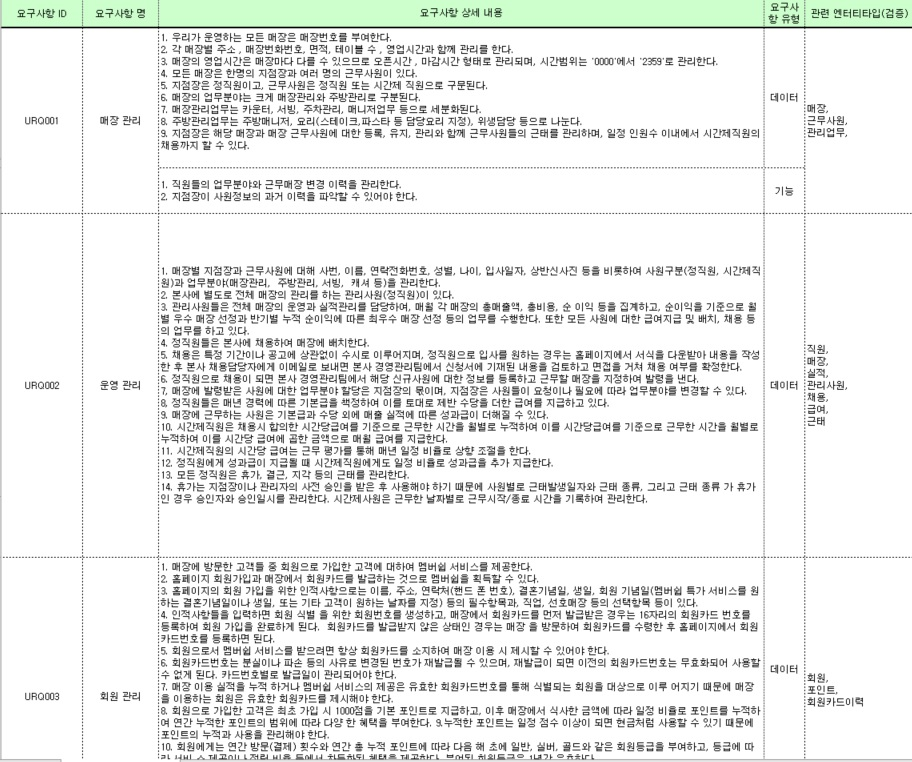 요구사항 ID
요구사항 명
요구사항 상세 내용
요구사
항 유형
관련 엔터티타입(검증)
URQ001
매장 관리
1. 우리가 운영하는 모든 매장은 매장번호를 부여한다.
2. 각 매장별 주소 , 매장번화번호, 면적, 테이블 수 , 영업시간과 함께 관리를 한다.
3. 매장의 영업시간은 매장마다 다를 수 있으므로 오픈시간 , 마감시간 형태로 관리되며, 시간범위는 '0000'에서 '2359'로 관리한다.
4. 모든 매장은 한명의 지점장과 여러 명의 근무사원이 있다.
5. 지점장은 정직원이고, 근무사원은 정직원 또는 시간제 직원으로 구문된다.
6. 매장의 업무분야는 크게 매장관리와 주방관리로 구분된다.
7. 매장관리업무는 카운터, 서빙, 주차관리, 매니저업무 등으로 세분화된다.
8. 주방관리업무는 주방매니저, 요리(스테이크,파스타 등 담당요리 지정), 위생담당 등으로 나눈다.
9. 지점장은 해당 매장과 매장 근무사원에 대한 등록, 유지, 관리와 함께 근무사원들의 근태를 관리하며, 일정 인원수 이내에서 시간제직원의
채용까지 할 수 있다.
데이터
매장,
근무사원,
관리업무,
1. 직원들의 업무분야와 근무매장 변경 이력을 관리한다.
2. 지점장이 사원정보의 과거 이력을 파악할 수 있어야 한다.
기능
URQ002
운영 관리
1. 매장별 지점장과 근무사원에 대해 사번, 이름, 연락전화번호, 성별, 나이, 입사일자, 상반신사진 등을 비롯하여 사원구분(정직원, 시간제직
원)과 업무분야(매장관리, 주방관리, 서빙, 캐셔 등)을 관리한다.
2. 본사에 별도로 전체 매장의 관리를 하는 관리사원(정직원)이 있다.
3. 관리사원들은 전체 매장의 운영과 실적관리를 담당하며, 매월 각 매장의 총매출액, 총비용, 순 이익 등을 집계하고, 순이익을 기준으로 월
별 우수 매장 선정과 반기별 누적 순이익에 따른 최우수 매장 선정 등의 업무를 수행한다. 또한 모든 사원에 대한 급여지급 및 배치, 채용 등
의 업무를 하고 있다.
4. 정직원들은 본사에 채용하여 매장에 배치한다.
5. 채용은 특정 기간이나 공고에 상관없이 수시로 이루어지며, 정직원으로 입사를 원하는 경우는 홈페이지에서 서식을 다운받아 내용을 작성
한 후 본사 채용담당자에게 이메일로 보내면 본사 경영관리팀에서 신청서에 기재된 내용을 검토하고 면접을 거쳐 채용 여부를 확정한다.
6. 정직원으로 채용이 되면 본사 경영관리팀에서 해당 신규사원에 대한 정보를 등록하고 근무할 매장을 지정하여 발령을 낸다.
7. 매장에 발령받은 사원에 대한 업무분야 할당은 지점장의 몫이며, 지점장은 사원들이 요청이나 필요에 따라 업무분야를 변경할 수 있다.
8. 정직원들은 매년 경력에 따른 기본급을 책정하여 이를 토대로 제반 수당을 더한 급여를 지급하고 있다.
9. 매장에 근무하는 사원은 기본급과 수당 외에 매출 실적에 따른 성과급이 더해질 수 있다.
10. 시간제직원은 채용시 합의한 시간당급여를 기준으로 근무한 시간을 월별로 누적하여 이를 시간당급여를 기준으로 근무한 시간을 월별로
누적하여 이를 시간당 급여에 곱한 금액으로 매월 급여를 지급한다.
11. 시간제직원의 시간당 급여는 근무 평가를 통해 매년 일정 비율로 상향 조절을 한다.
12. 정직원에게 성과급이 지급될 때 시간제직원에게도 일정 비율로 성과급을 추가 지급한다.
13. 모든 정직원은 휴가, 결근, 지각 등의 근태를 관리한다.
14. 휴가는 지점장이나 관리자의 사전 승인을 받은 후 사용해야 하기 때문에 사원별로 근태발생일자와 근태 종류, 그리고 근태 종류 가 휴가
인 경우 승인자와 승인일시를 관리한다. 시간제사원은 근무한 날짜별로 근무시작/종료 시간을 기록하여 관리한다.
데이터
직원,
매장,
실적,
관리사원,
채용,
급여,
근태
URQ003
회원 관리
1. 매장에 방문한 고객들 중 회원으로 가입한 고객에 대하여 멤버쉽 서비스를 제공한다.
2. 홈페이지 회원가입과 매장에서 회원카드를 발급하는 것으로 멤버쉽을 획득할 수 있다.
3. 홈페이지의 회원 가입을 위한 인적사항으로는 이름, 주소, 연락처(핸드 폰 번호), 결혼기념일, 생일, 회원 기념일(멤버쉽 특가 서비스를 원
하는 결혼기념일이나 생일, 또는 기타 고객이 원하는 날짜를 지정) 등의 필수항목과, 직업, 선호매장 등의 선택항목 등이 있다.
4. 인적사항들을 입력하면 회원 식별 을 위한 회원번호를 생성하고, 매장에서 회원카드를 먼저 발급받은 경우는 16자리의 회원카드 번호를
등록하여 회원 가입을 완료하게 된다. 회원카드를 발급받지 않은 상태인 경우는 매장 을 방문하여 회원카드를 수령한 후 홈페이지에서 회원
카드번호를 등록하면 된다.
5. 회원으로서 멤버쉽 서비스를 받으려면 항상 회원카드를 소지하여 매장 이용 시 제시할 수 있어야 한다.
6. 회원카드번호는 분실이나 파손 등의 사유로 변경된 번호가 재발급될 수 있으며, 재발급이 되면 이전의 회원카드번호는 무효화되어 사용할
수 없게 된다. 카드번호별로 발급일이 관리되어야 한다.
7. 매장 이용 실적을 누적 하거나 멤버쉽 서비스의 제공은 유효한 회원카드번호를 통해 식별되는 회원을 대상으로 이루 어지기 때문에 매장
을 이용하는 회원은 유효한 회원카드를 제시해야 한다.
8. 회원으로 가입한 고객은 최초 가입 시 1000점을 기본 포인트로 지급하고, 이후 매장에서 식사한 금액에 따라 일정 비율로 포인트를 누적하
여 연간 누적한 포인트의 범위에 따라 다양 한 혜택을 부여한다. 9.누적한 포인트는 일정 점수 이상이 되면 현금처럼 사용할 수 있기 때문에
포인트의 누적과 사용을 관리해야 한다.
10. 회원에게는 연간 방문(결제) 횟수와 연간 총 누적 포인트에 따라 다음 해 초에 일반, 실버, 골드와 같은 회원등급을 부여하고, 등급에 따
데이터
회원,
포인트,
회원카드이력